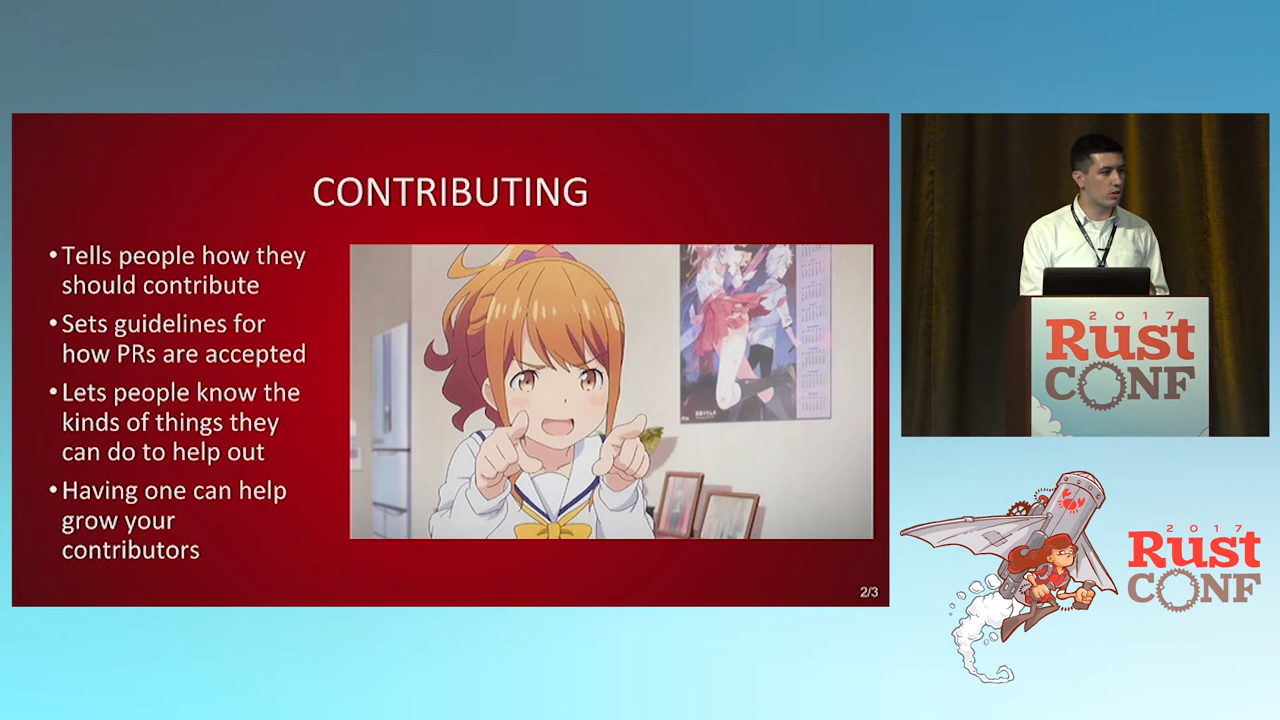 CONTRIBUTING
•Tells people how they
should contribute
•Sets guidelines for
how PRs are accepted
•Lets people know the
kinds of things they
can do to help out
•Having one can help
grow your
contributors
2/3
2017
RUST
CONF
2017
RUST
CONF